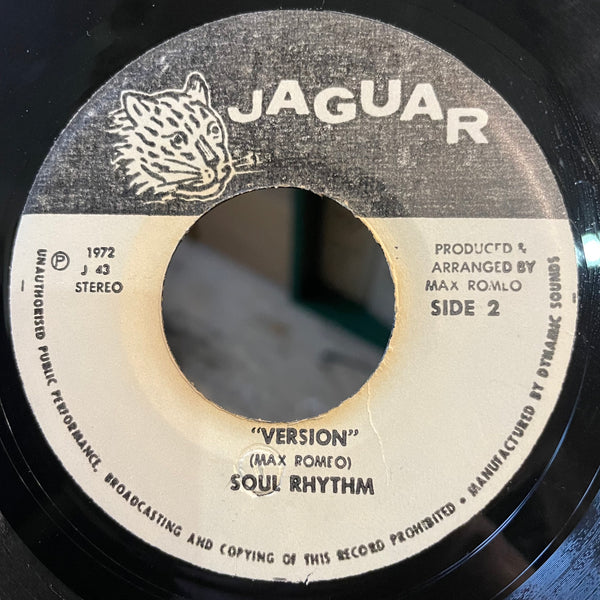 JAGUAR
℗ 1972
J 43
STEREO
PRODUCED &
ARRANGED BY
MAX ROMEO
SIDE 2
"VERSION"
(MAX ROMEO)
SOUL RHYTHM
UNAUTHORISED PUBLIC PERFORMANCE, BROADCASTING AND COPYING OF THIS RECORD PROHIBITED • MANUFACTURED BY DYNAMIC SOUNDS